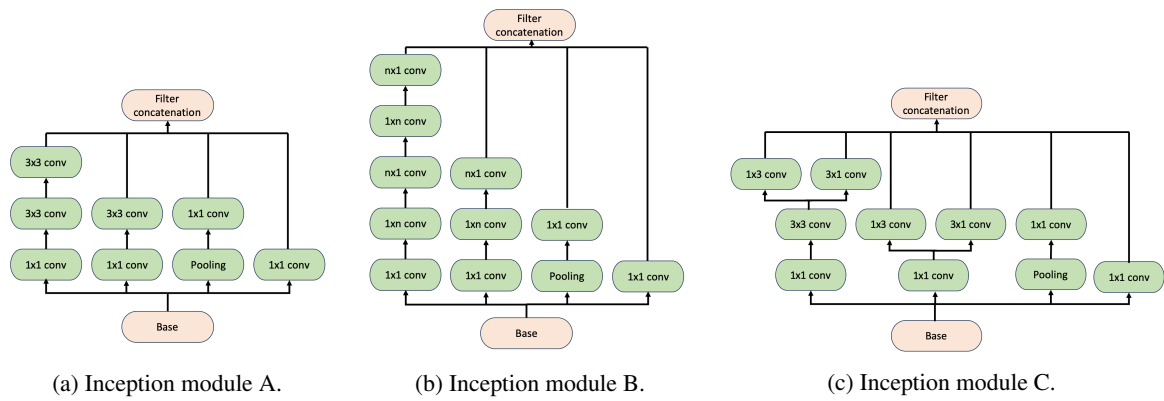 Filter
concatenation
3x3 conv
3x3 conv
3x3 conv
1x1 conv
1x1 conv
1x1 conv
Pooling
1x1 conv
Base
(a) Inception module A.
Filter
concatenation
nx1 conv
1xn conv
nx1 conv
nx1 conv
1xn conv
1xn conv
1x1 conv
1x1 conv
1x1 conv
Pooling
1x1 conv
Base
(b) Inception module B.
Filter
concatenation
1x3 conv
3x1 conv
3x3 conv
1x3 conv
3x1 conv
1x1 conv
1x1 conv
1x1 conv
Pooling
1x1 conv
Base
(c) Inception module C.